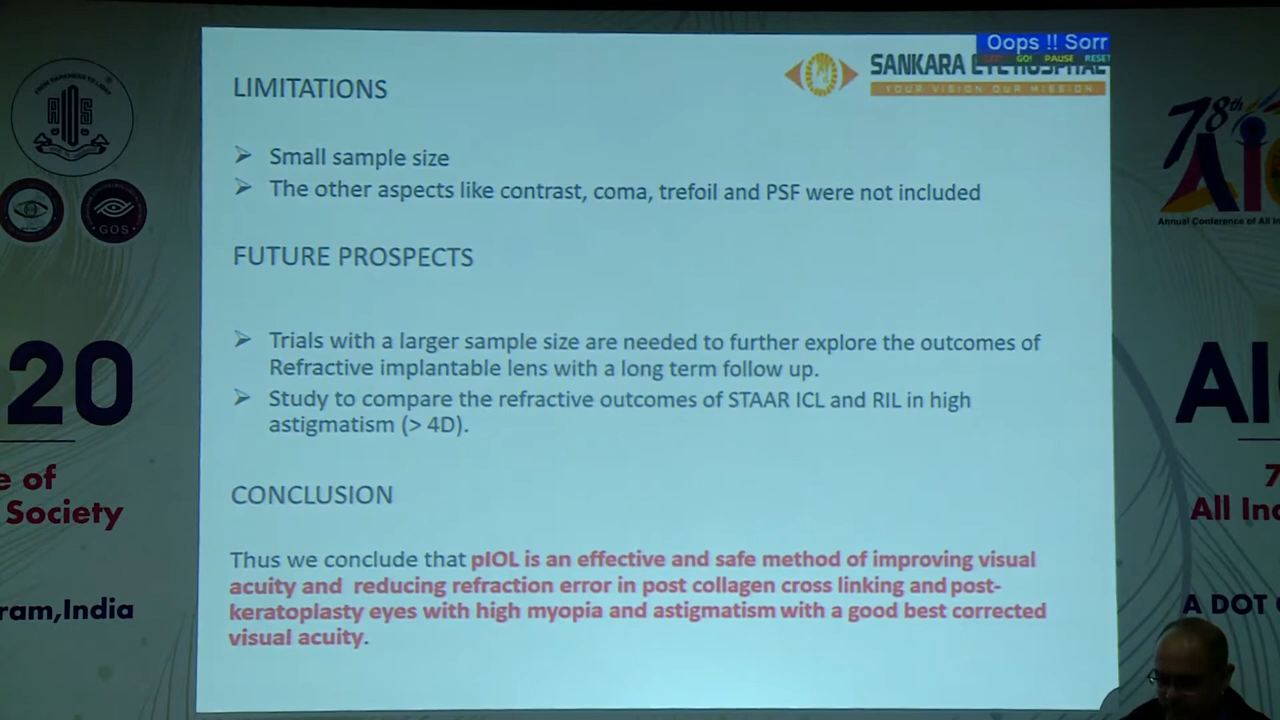 LIMITATIONS
Small sample size
The other aspects like contrast, coma, trefoil and PSF were not included
FUTURE PROSPECTS
Trials with a larger sample size are needed to further explore the outcomes of
Refractive implantable lens with a long term follow up.
Study to compare the refractive outcomes of STAAR ICL and RIL in high
astigmatism (> 4D).
CONCLUSION
Thus we conclude that pIOL is an effective and safe method of improving visual
acuity and reducing refraction error in post collagen cross linking and post-
keratoplasty eyes with high myopia and astigmatism with a good best corrected
visual acuity.
Oops !! Sorr
GO! PAUSE RESET
SANKARA EYE HOSPITAL
YOUR VISION OUR MISSION
AIOS
GOS
20
e of
Society
ram,India
78th
AIO
Annual Conference of All In
AI
7
All Ind
A DOT